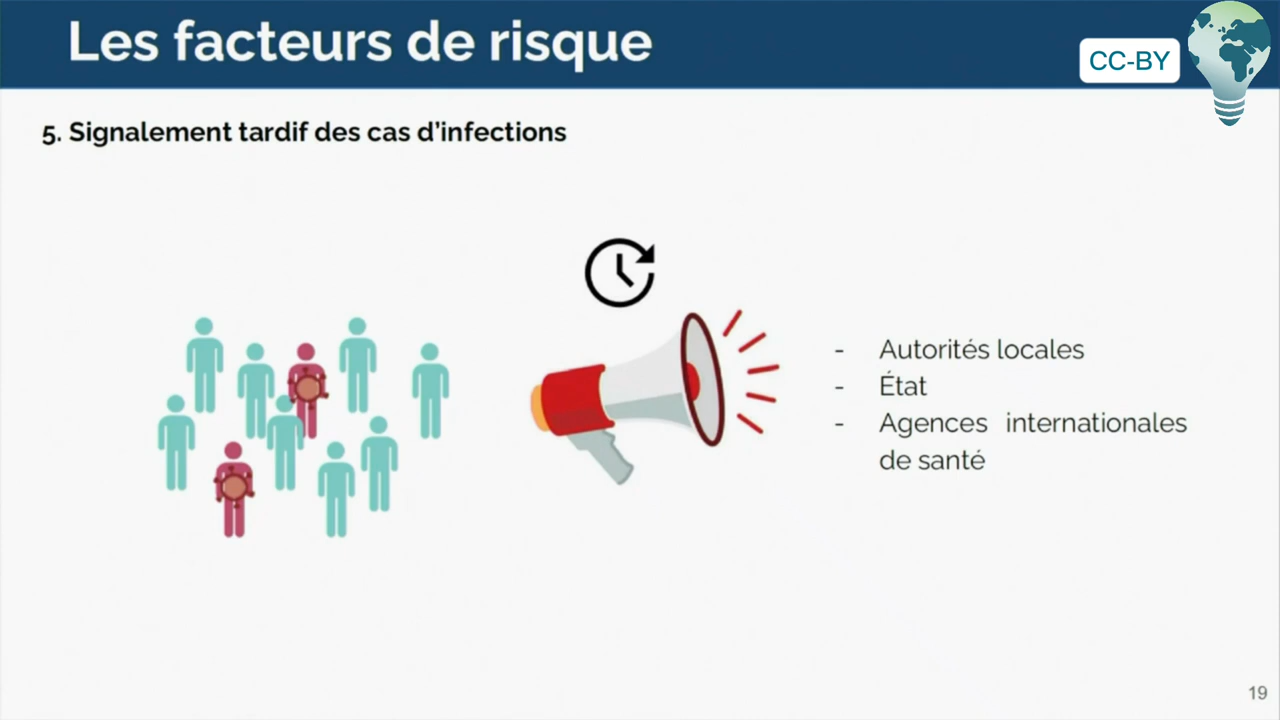 Les facteurs de risque
CC-BY
5. Signalement tardif des cas d'infections
- Autorités locales
- État
- Agences internationales
de santé
19